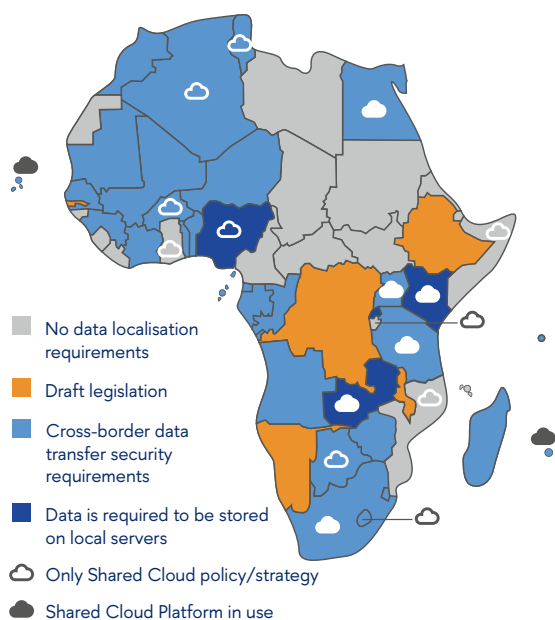 No data localisation
requirements
Draft legislation
Cross-border data
transfer security
requirements
Data is required to be stored
on local servers
Only Shared Cloud policy/strategy
Shared Cloud Platform in use